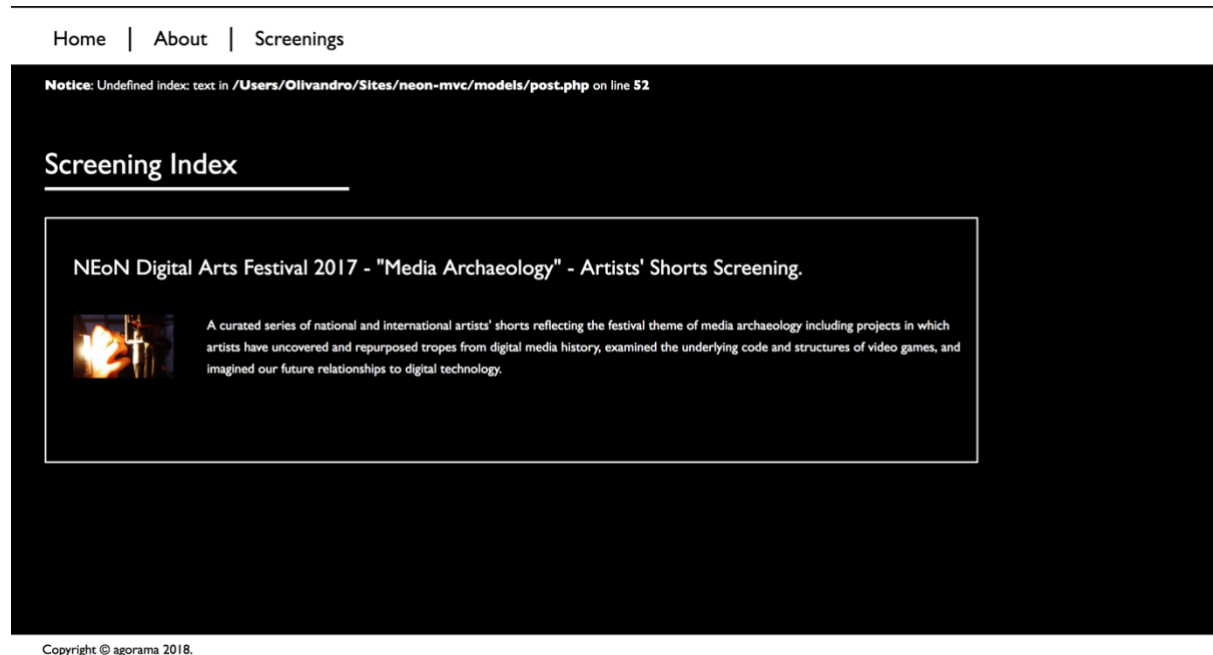 Home | About | Screenings
Notice: Undefined index: text in /Users/Olivandro/Sites/neon-mvc/models/post.php on line 52
Screening Index
NEoN Digital Arts Festival 2017 - "Media Archaeology" - Artists' Shorts Screening.
A curated series of national and international artists' shorts reflecting the festival theme of media archaeology including projects in which
artists have uncovered and repurposed tropes from digital media history, examined the underlying code and structures of video games, and
imagined our future relationships to digital technology.
Copyright © agorama 2018.